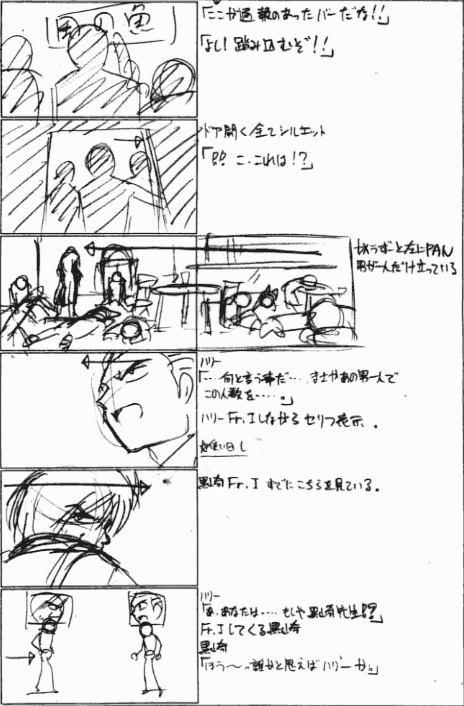 「ここが通報のあったバーだな!!」
「よし!踏み込むぞ!!」
ドア開く全てシルエット
「!? こ、これは!?」
ずーと左にPAN
男が一人だけ立っている
ハリー
「…何と言う事だ…まさかあの男一人で
この人数を……。」
ハリー Fr.Iしながらセリフ表示。
黒崎 Fr.I すでにこちらを見ている。
ハリー
「あ、あなたは……もしや黒崎先生!?」
Fr.Iしてくる黒崎
黒崎
「ほう〜…誰かと思えばハリーか。」